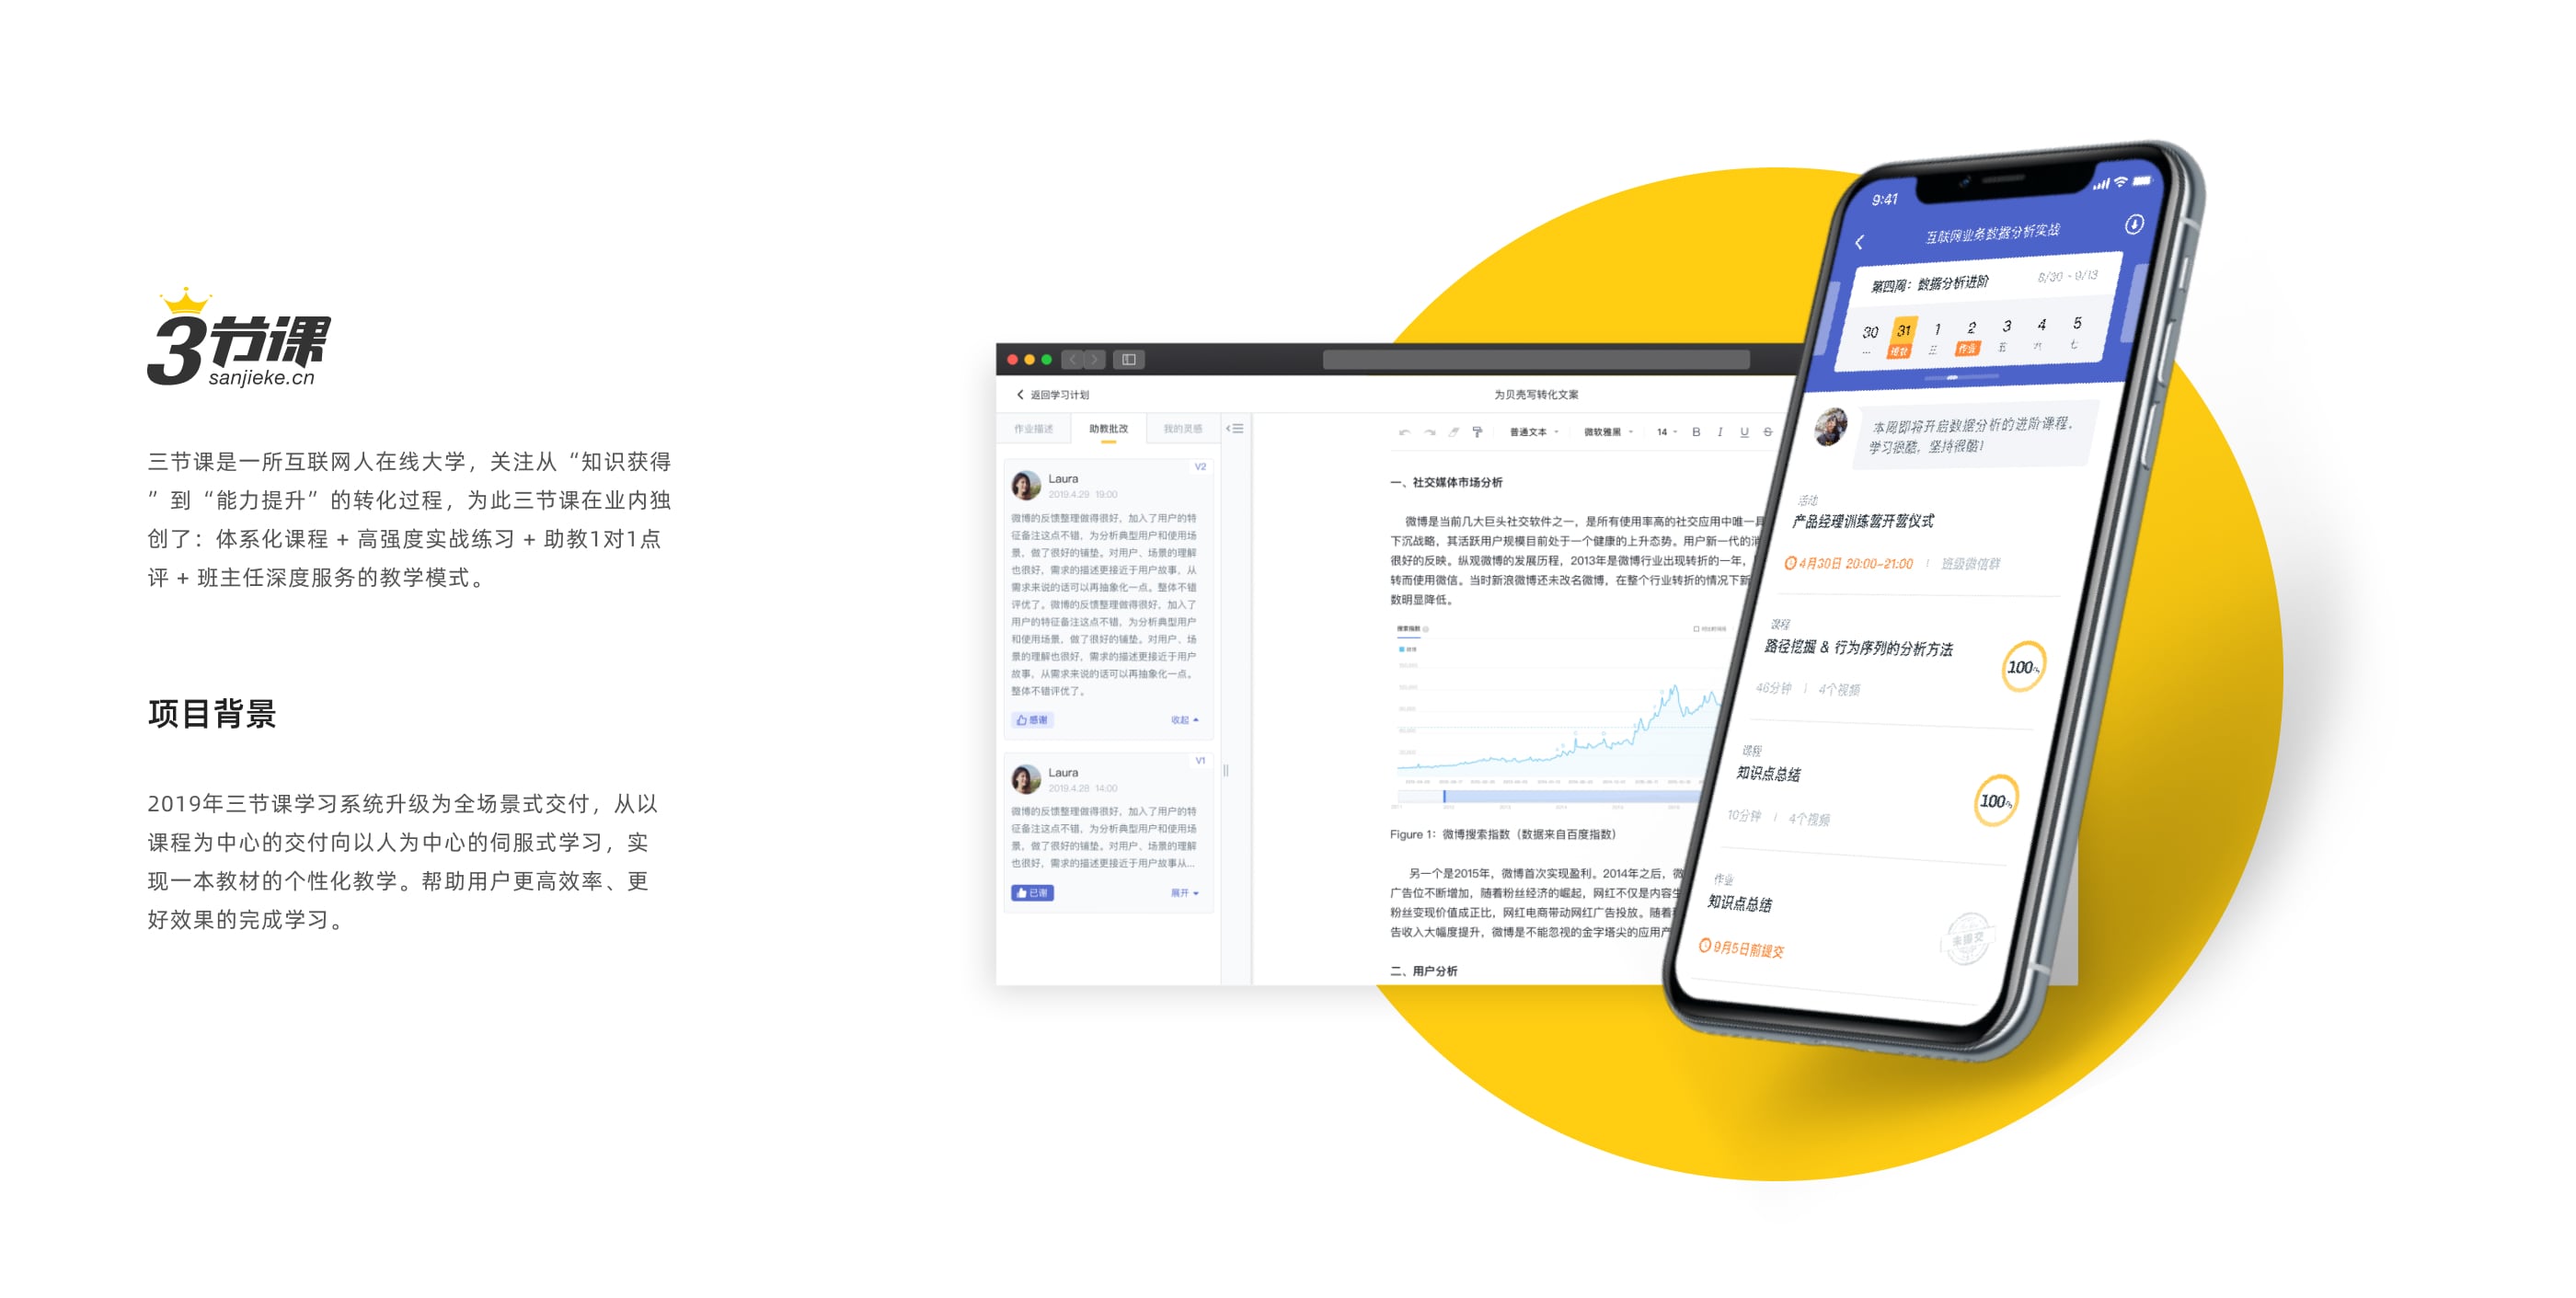 3节课
sanjieke.cn
三节课是一所互联网人在线大学，关注从“知识获得
”到“能力提升”的转化过程，为此三节课在业内独
创了：体系化课程 + 高强度实战练习 + 助教1对1点
评 + 班主任深度服务的教学模式。
项目背景
2019年三节课学习系统升级为全场景式交付，从以
课程为中心的交付向以人为中心的伺服式学习，实
现一本教材的个性化教学。帮助用户更高效率、更
好效果的完成学习。
返回学习计划
为贝壳写转化文案
作业描述
助教批改
我的灵感
普通文本
微软雅黑
14
B
I
U
S
V2
Laura
2019.4.29 19:00
微博的反馈整理做得很好，加入了用户的特
征备注这点不错，为分析典型用户和使用场
景，做了很好的铺垫。对用户、场景的理解
也很好，需求的描述更接近于用户故事，从
需求来说的话可以再抽象化一点。整体不错
评优了。微博的反馈整理做得很好，加入了
用户的特征备注这点不错，为分析典型用户
和使用场景，做了很好的铺垫。对用户、场
景的理解也很好，需求的描述更接近于用户
故事，从需求来说的话可以再抽象化一点。
整体不错评优了。
感谢
收起
V1
Laura
2019.4.28 14:00
微博的反馈整理做得很好，加入了用户的特
征备注这点不错，为分析典型用户和使用场
景，做了很好的铺垫。对用户、场景的理解
也很好，需求的描述更接近于用户故事从...
已谢
展开
一、社交媒体市场分析
微博是当前几大巨头社交软件之一，是所有使用率高的社交应用中唯一
下沉战略，其活跃用户规模目前处于一个健康的上升态势。用户新一代的
很好的反映。纵观微博的发展历程，2013年是微博行业出现转折的一年，
转而使用微信。当时新浪微博还未改名微博，在整个行业转折的情况下新
数明显降低。
搜索指数
微博
Figure 1：微博搜索指数（数据来自百度指数）
另一个是2015年，微博首次实现盈利。2014年之后，微
广告位不断增加，随着粉丝经济的崛起，网红不仅是内容生
粉丝变现价值成正比，网红电商带动网红广告投放。随着
告收入大幅度提升，微博是不能忽视的金字塔尖的应用产
二、用户分析
9:41
互联网业务数据分析实战
第四周：数据分析进阶
8/30 - 9/13
30 31 1 2 3 4 5
一 三 作业 五 六 七
本周即将开启数据分析的进阶课程，
学习很酷，坚持很酷！
活动
产品经理训练营开营仪式
4月30日 20:00-21:00 | 班级微信群
课程
路径挖掘 & 行为序列的分析方法
100%
46分钟 | 4个视频
课程
知识点总结
100%
10分钟 | 4个视频
作业
知识点总结
未提交
9月5日前提交